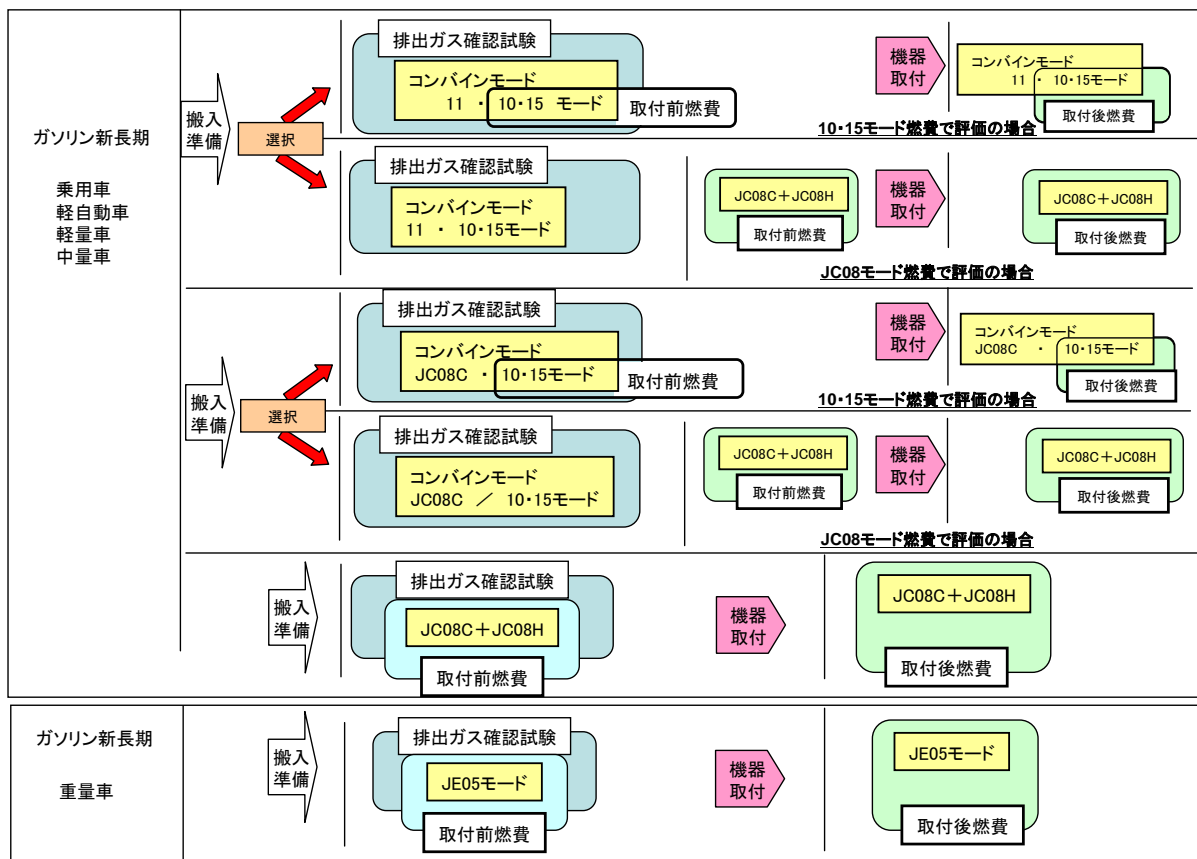 ガソリン新長期
乗用車
軽自動車
軽量車
中量車
搬入
準備
選択
排出ガス確認試験
コンバインモード
11 ・ 10・15 モード
取付前燃費
機器
取付
コンバインモード
11 ・ 10・15モード
取付後燃費
10・15モード燃費で評価の場合
排出ガス確認試験
コンバインモード
11 ・ 10・15モード
JC08C＋JC08H
取付前燃費
機器
取付
JC08C＋JC08H
取付後燃費
JC08モード燃費で評価の場合
搬入
準備
選択
排出ガス確認試験
コンバインモード
JC08C ・ 10・15モード
取付前燃費
機器
取付
コンバインモード
JC08C ・ 10・15モード
取付後燃費
10・15モード燃費で評価の場合
排出ガス確認試験
コンバインモード
JC08C ／ 10・15モード
JC08C＋JC08H
取付前燃費
機器
取付
JC08C＋JC08H
取付後燃費
JC08モード燃費で評価の場合
搬入
準備
排出ガス確認試験
JC08C＋JC08H
取付前燃費
機器
取付
JC08C＋JC08H
取付後燃費
ガソリン新長期
重量車
搬入
準備
排出ガス確認試験
JE05モード
取付前燃費
機器
取付
JE05モード
取付後燃費